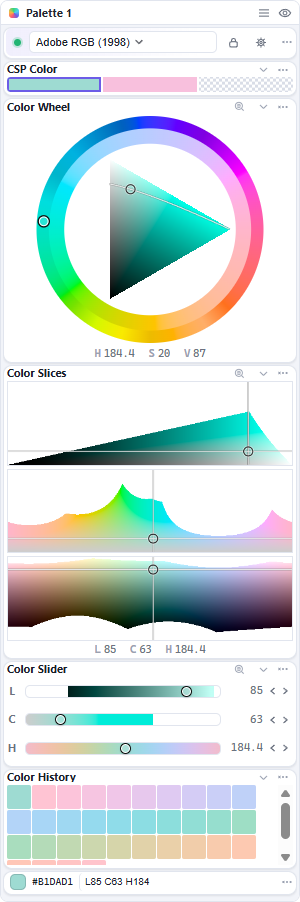 Palette 1
Adobe RGB (1998)
CSP Color
Color Wheel
H 184.4 S 20 V 87
Color Slices
L 85 C 63 H 184.4
Color Slider
L 85
C 63
H 184.4
Color History
#B1DAD1 L85 C63 H184